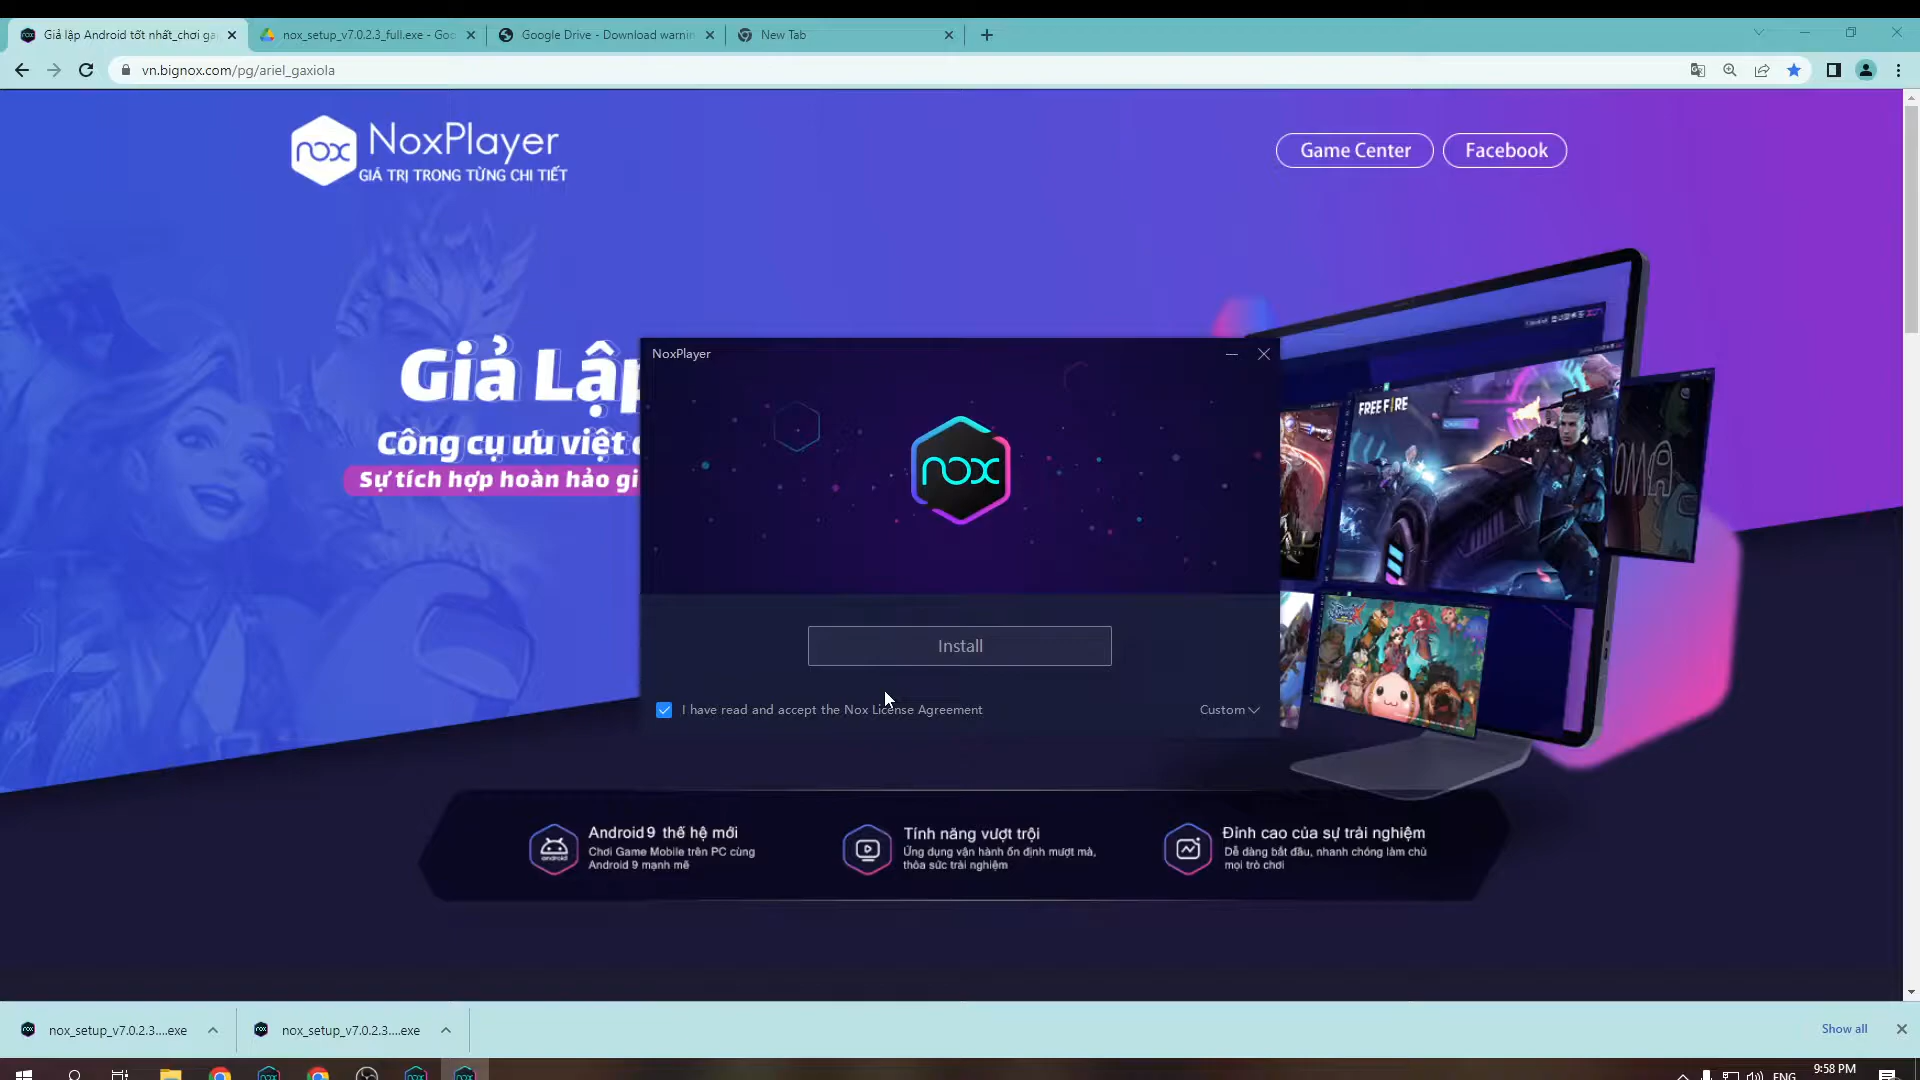 Giả lập Android tốt nhất_chơi ga
nox_setup_v7.0.2.3_full.exe - Goo
Google Drive - Download warnin
New Tab
vn.bignox.com/pg/ariel_gaxiola
nox
NoxPlayer
GIÁ TRỊ TRONG TỪNG CHI TIẾT
Game Center
Facebook
Giả Lập
Công cụ ưu việt
Sự tích hợp hoàn hảo gi
NoxPlayer
nox
Install
I have read and accept the Nox License Agreement
Custom
FREE FIRE
Android 9 thế hệ mới
Chơi Game Mobile trên PC cùng
Android 9 mạnh mẽ
Tính năng vượt trội
Ứng dụng vận hành ổn định mượt mà,
thỏa sức trải nghiệm
Đỉnh cao của sự trải nghiệm
Dễ dàng bắt đầu, nhanh chóng làm chủ
mọi trò chơi
nox_setup_v7.0.2.3....exe
nox_setup_v7.0.2.3....exe
Show all
ENG
9:58 PM